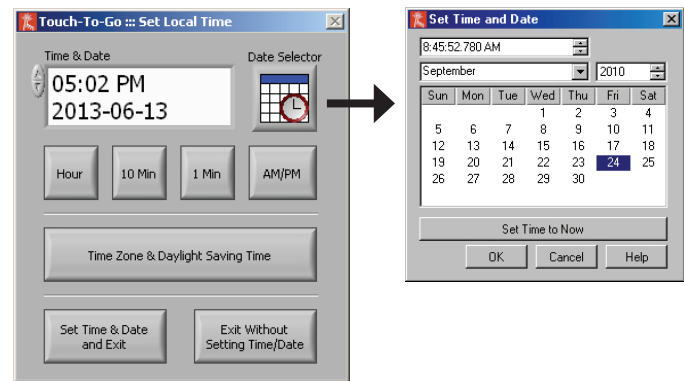 Touch-To-Go ::: Set Local Time
Time & Date
Date Selector
05:02 PM
2013-06-13
Hour
10 Min
1 Min
AM/PM
Time Zone & Daylight Saving Time
Set Time & Date
and Exit
Exit Without
Setting Time/Date
Set Time and Date
8:45:52.780 AM
September 2010
Sun Mon Tue Wed Thu Fri Sat
1 2 3 4
5 6 7 8 9 10 11
12 13 14 15 16 17 18
19 20 21 22 23 24 25
26 27 28 29 30
Set Time to Now
OK Cancel Help